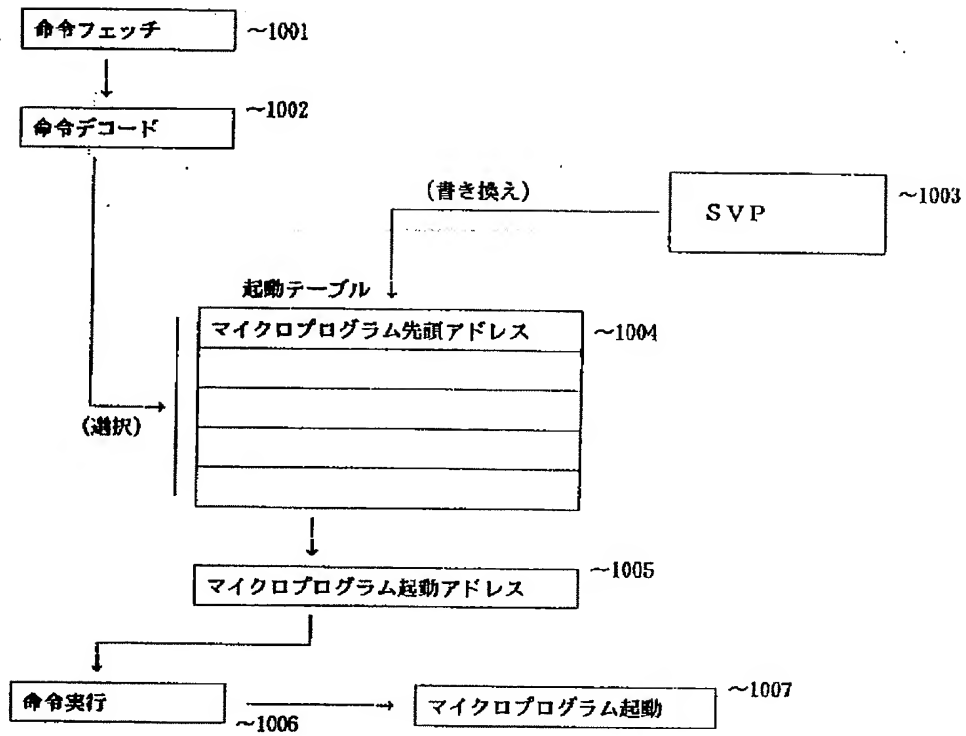 命令フェッチ ～1001
命令デコード ～1002
(書き換え)
SVP ～1003
起動テーブル
マイクロプログラム先頭アドレス ～1004
(選択)
マイクロプログラム起動アドレス ～1005
命令実行 ～1006
マイクロプログラム起動 ～1007